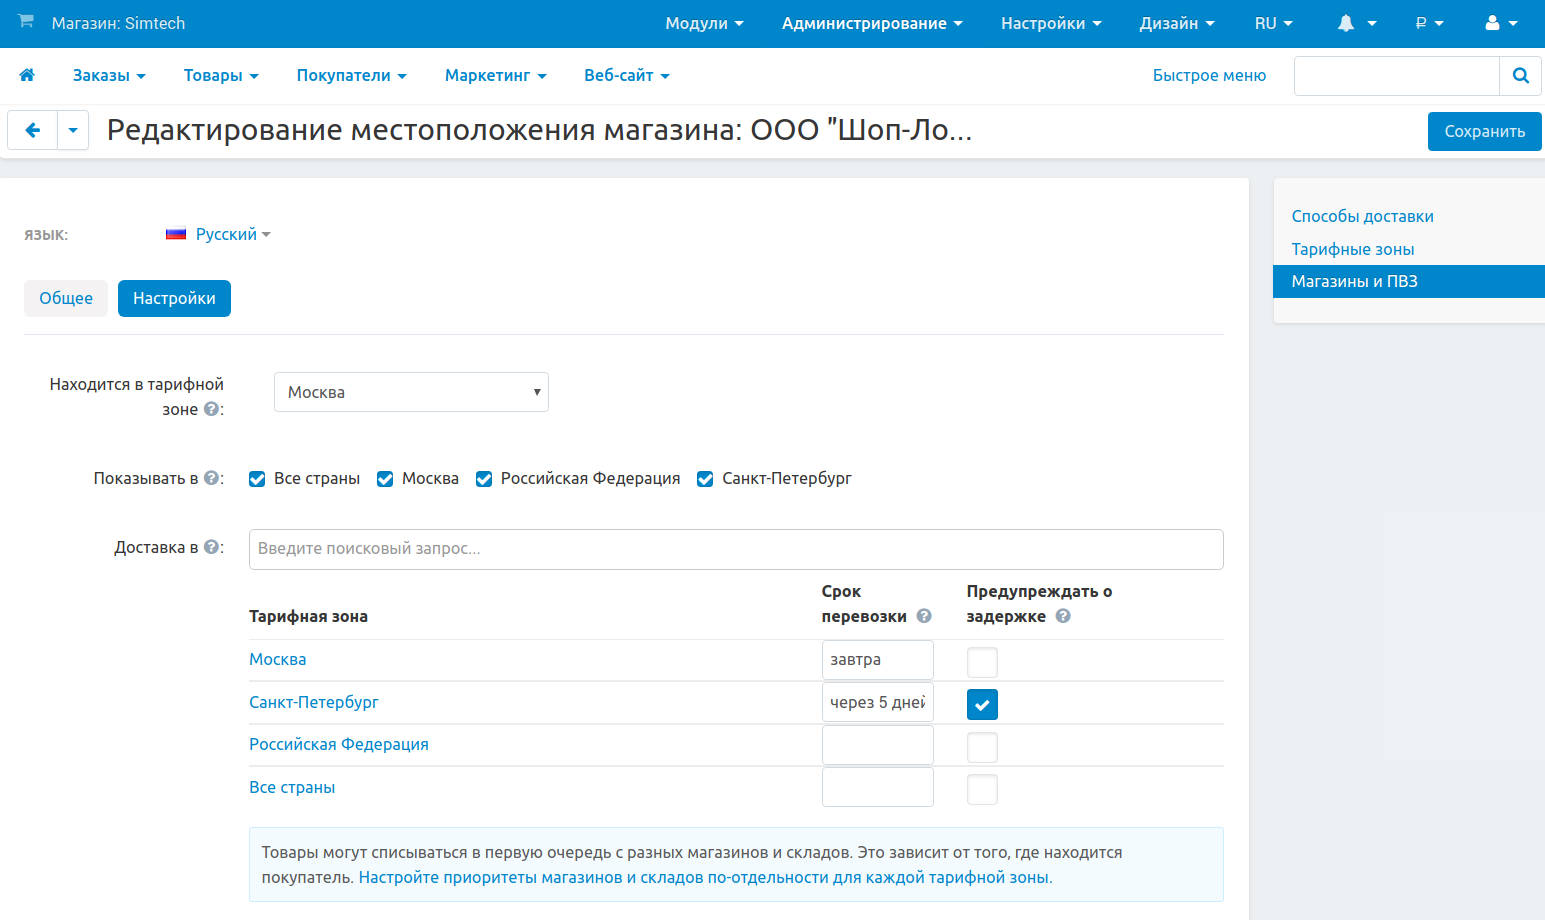 Магазин: Simtech
Модули
Администрирование
Настройки
Дизайн
RU
₽
Заказы
Товары
Покупатели
Маркетинг
Веб-сайт
Быстрое меню
Редактирование местоположения магазина: ООО "Шоп-Ло...
Сохранить
Способы доставки
Тарифные зоны
Магазины и ПВЗ
ЯЗЫК:
Русский
Общее
Настройки
Находится в тарифной
зоне ?:
Москва
Показывать в ?:
Все страны
Москва
Российская Федерация
Санкт-Петербург
Доставка в ?:
Введите поисковый запрос...
Тарифная зона
Срок
перевозки ?
Предупреждать о
задержке ?
Москва
завтра
Санкт-Петербург
через 5 дней
Российская Федерация
Все страны
Товары могут списываться в первую очередь с разных магазинов и складов. Это зависит от того, где находится
покупатель. Настройте приоритеты магазинов и складов по-отдельности для каждой тарифной зоны.